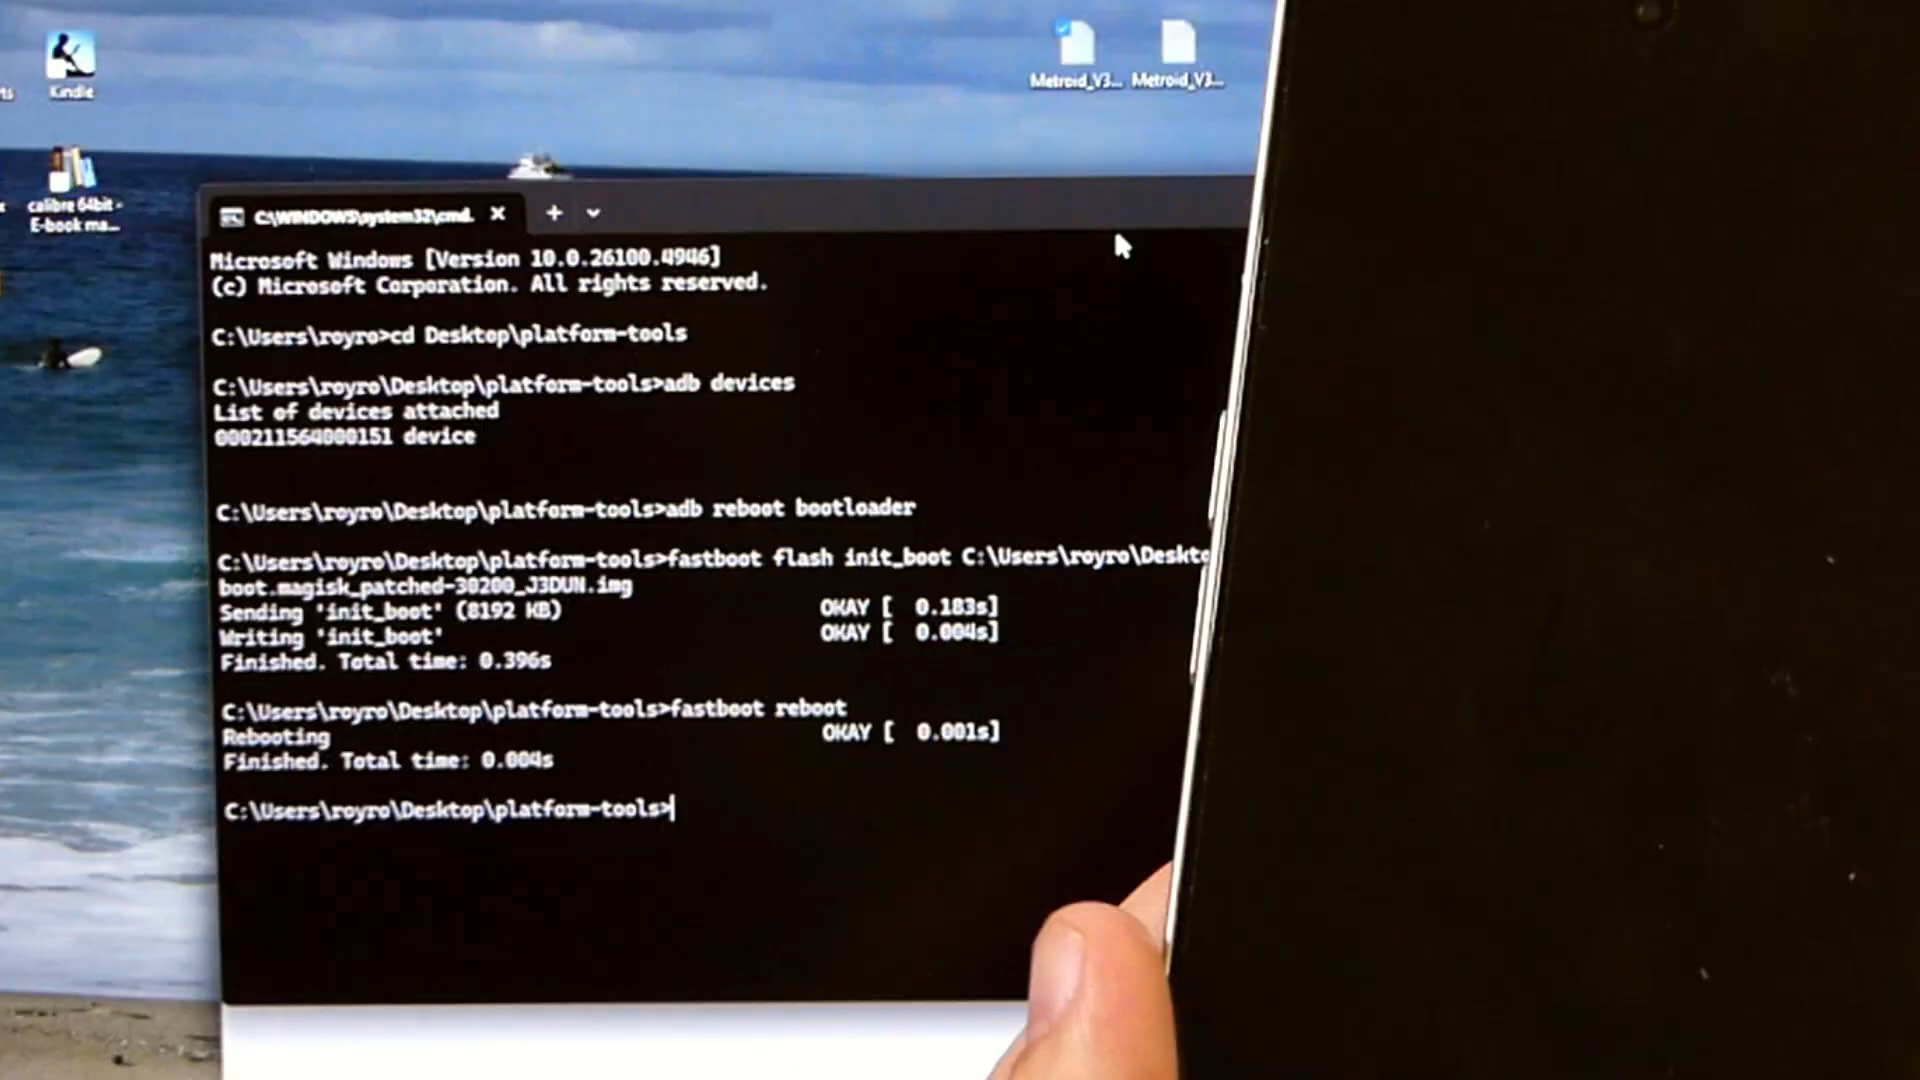 ts
Kindle
Metroid_V3...
Metroid_V3...
calibre 64bit -
E-book ma...
C:\WINDOWS\system32\cmd.
Microsoft Windows [Version 10.0.26100.4946]
(c) Microsoft Corporation. All rights reserved.
C:\Users\royro>cd Desktop\platform-tools
C:\Users\royro\Desktop\platform-tools>adb devices
List of devices attached
000211564000151 device
C:\Users\royro\Desktop\platform-tools>adb reboot bootloader
C:\Users\royro\Desktop\platform-tools>fastboot flash init_boot C:\Users\royro\Deskto
boot.magisk_patched-30200_J3DUN.img
Sending 'init_boot' (8192 KB) OKAY [ 0.183s]
Writing 'init_boot' OKAY [ 0.004s]
Finished. Total time: 0.396s
C:\Users\royro\Desktop\platform-tools>fastboot reboot
Rebooting OKAY [ 0.001s]
Finished. Total time: 0.004s
C:\Users\royro\Desktop\platform-tools>